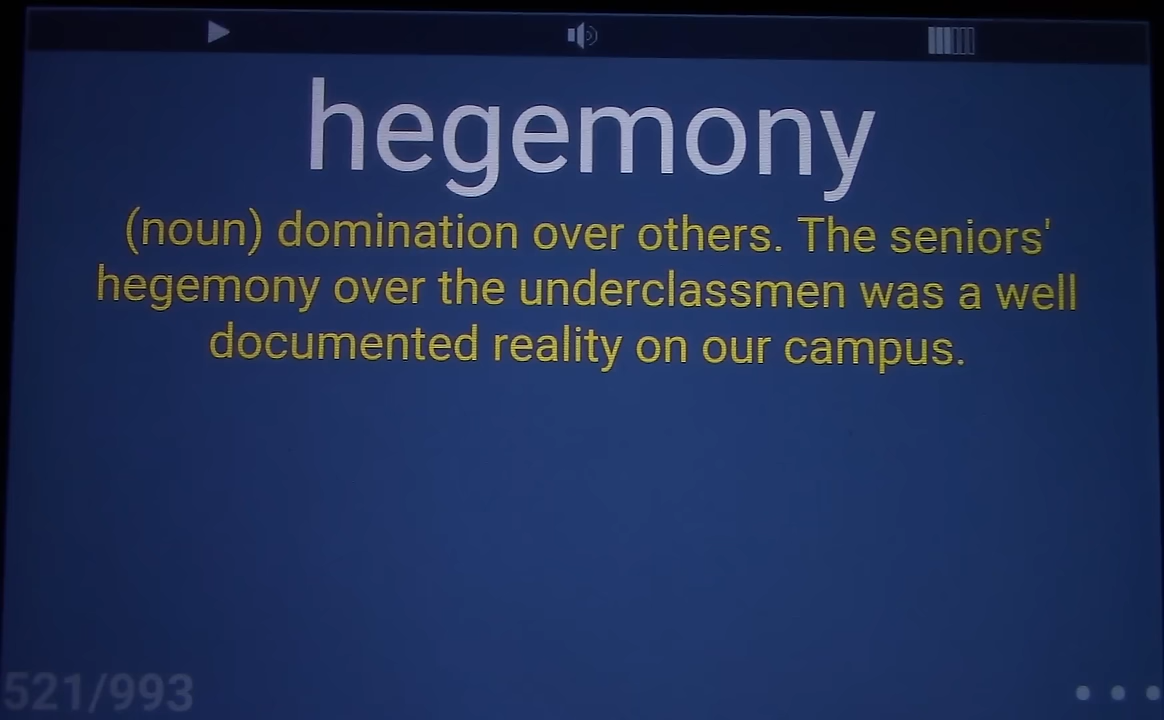 hegemony
(noun) domination over others. The seniors'
hegemony over the underclassmen was a well
documented reality on our campus.
521/993